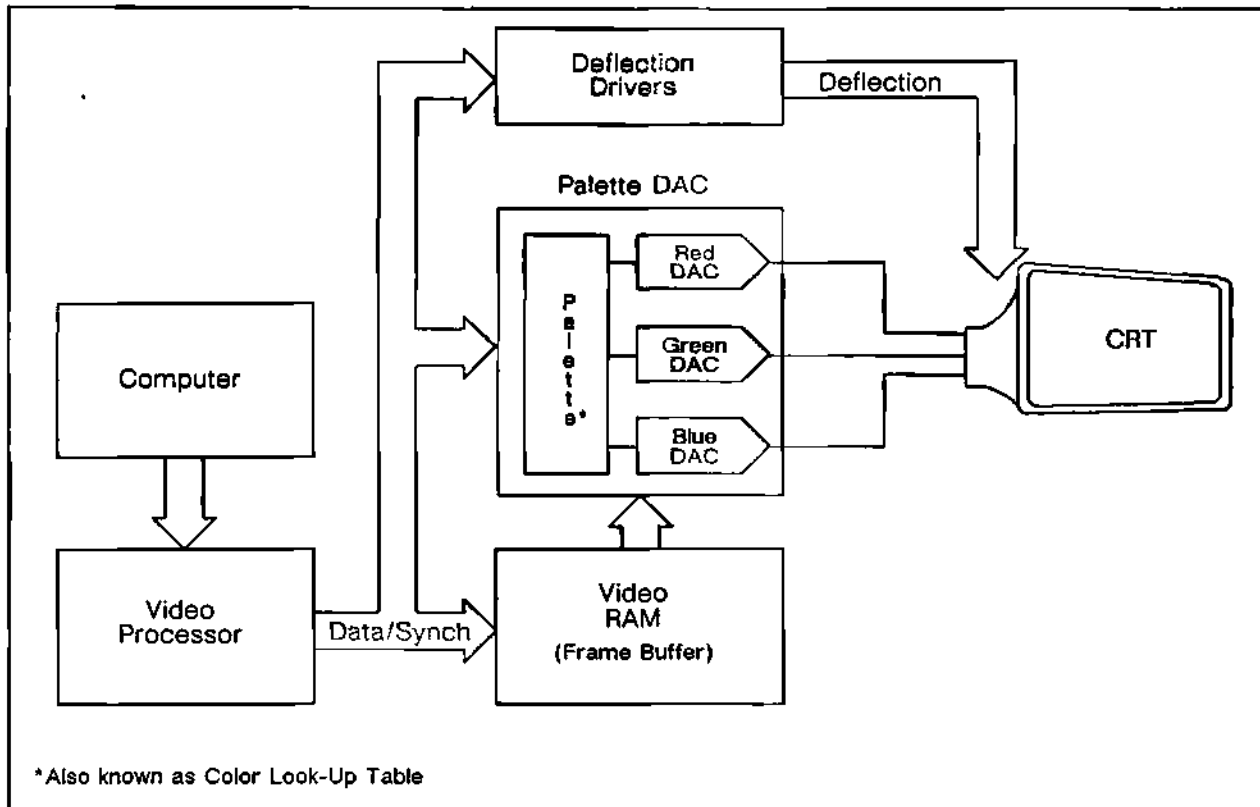 Deflection
Drivers
Deflection
Palette DAC
Palette*
Red
DAC
Green
DAC
Blue
DAC
CRT
Computer
Video
Processor
Data/Synch
Video
RAM
(Frame Buffer)
*Also known as Color Look-Up Table